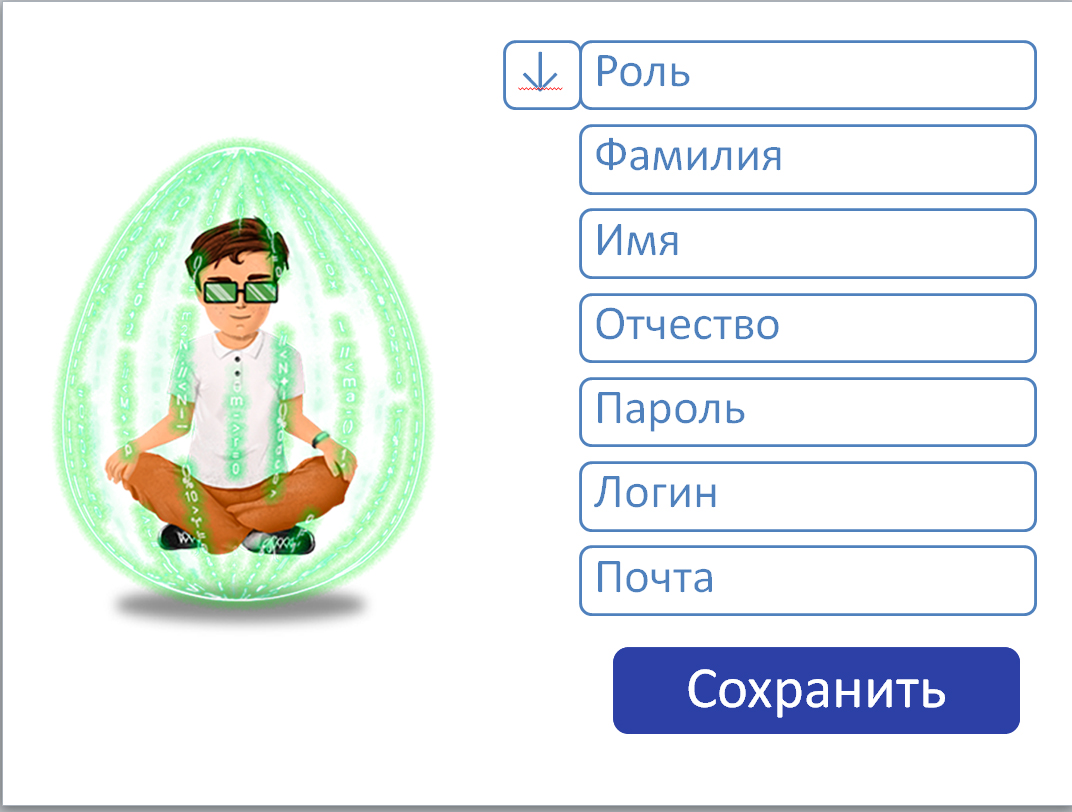 ↓ Роль
Фамилия
Имя
Отчество
Пароль
Логин
Почта
Сохранить